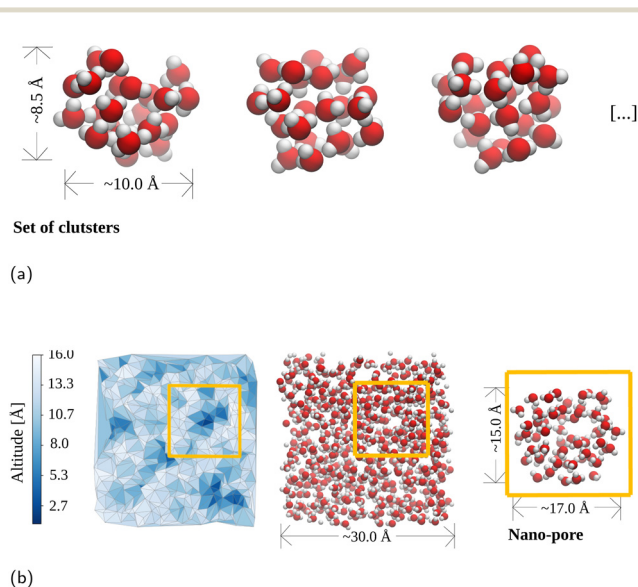 ~8.5 Å
~10.0 Å
[...]
Set of clutsters
(a)
Altitude [Å]
16.0
13.3
10.7
8.0
5.3
2.7
~30.0 Å
~15.0 Å
~17.0 Å
Nano-pore
(b)